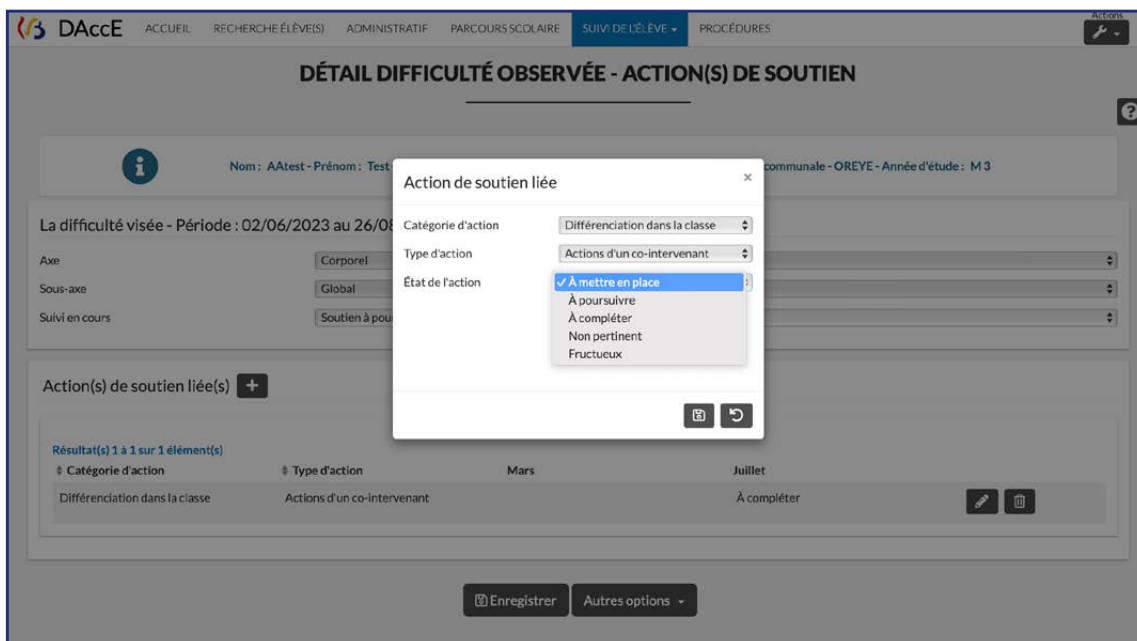 DAccE ACCUEIL RECHERCHE ÉLÈVE(S) ADMINISTRATIF PARCOURS SCOLAIRE SUIVI DE L'ÉLÈVE PROCÉDURES Actions
DÉTAIL DIFFICULTÉ OBSERVÉE - ACTION(S) DE SOUTIEN
Nom : AAtest - Prénom : Test communale - OREYE - Année d'étude : M 3
Action de soutien liée ×
La difficulté visée - Période : 02/06/2023 au 26/08
Catégorie d'action Différenciation dans la classe
Type d'action Actions d'un co-intervenant
État de l'action ✓ À mettre en place
À poursuivre
À compléter
Non pertinent
Fructueux
Axe Corporel
Sous-axe Global
Suivi en cours Soutien à pou
Action(s) de soutien liée(s) +
Résultat(s) 1 à 1 sur 1 élément(s)
Catégorie d'action Type d'action Mars Juillet
Différenciation dans la classe Actions d'un co-intervenant À compléter
Enregistrer Autres options